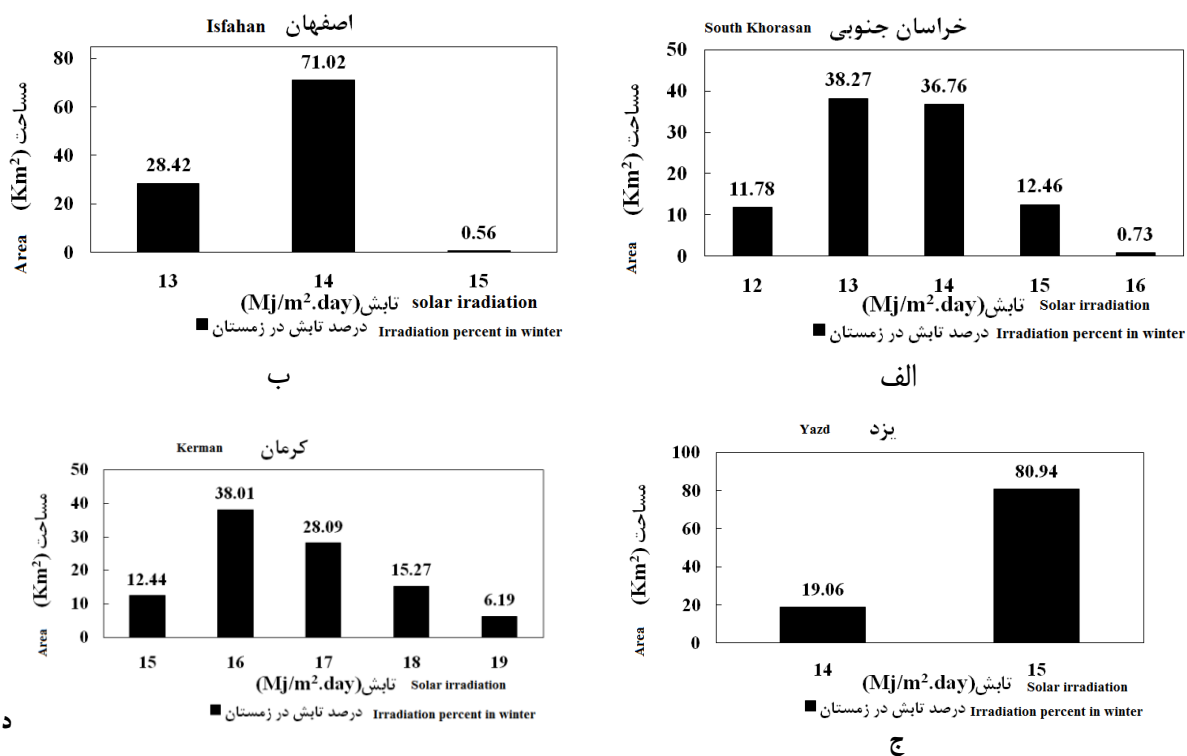 Isfahan اصفهان
مساحت (Km²) Area
80
60
40
20
0
28.42
71.02
0.56
13 14 15
(Mj/m².day)تابش solar iradiation
درصد تابش در زمستان Irradiation percent in winter
ب
South Khorasan خراسان جنوبی
مساحت (Km²) Area
50
40
30
20
10
0
11.78
38.27
36.76
12.46
0.73
12 13 14 15 16
(Mj/m².day)تابش Solar irradiation
درصد تابش در زمستان Irradiation percent in winter
الف
Kerman کرمان
مساحت (Km²) Area
50
40
30
20
10
0
12.44
38.01
28.09
15.27
6.19
15 16 17 18 19
(Mj/m².day)تابش Solar irradiation
درصد تابش در زمستان Irradiation percent in winter
د
Yazd یزد
مساحت (Km²) Area
100
80
60
40
20
0
19.06
80.94
14 15
(Mj/m².day)تابش Solar irradiation
درصد تابش در زمستان Irradiation percent in winter
ج